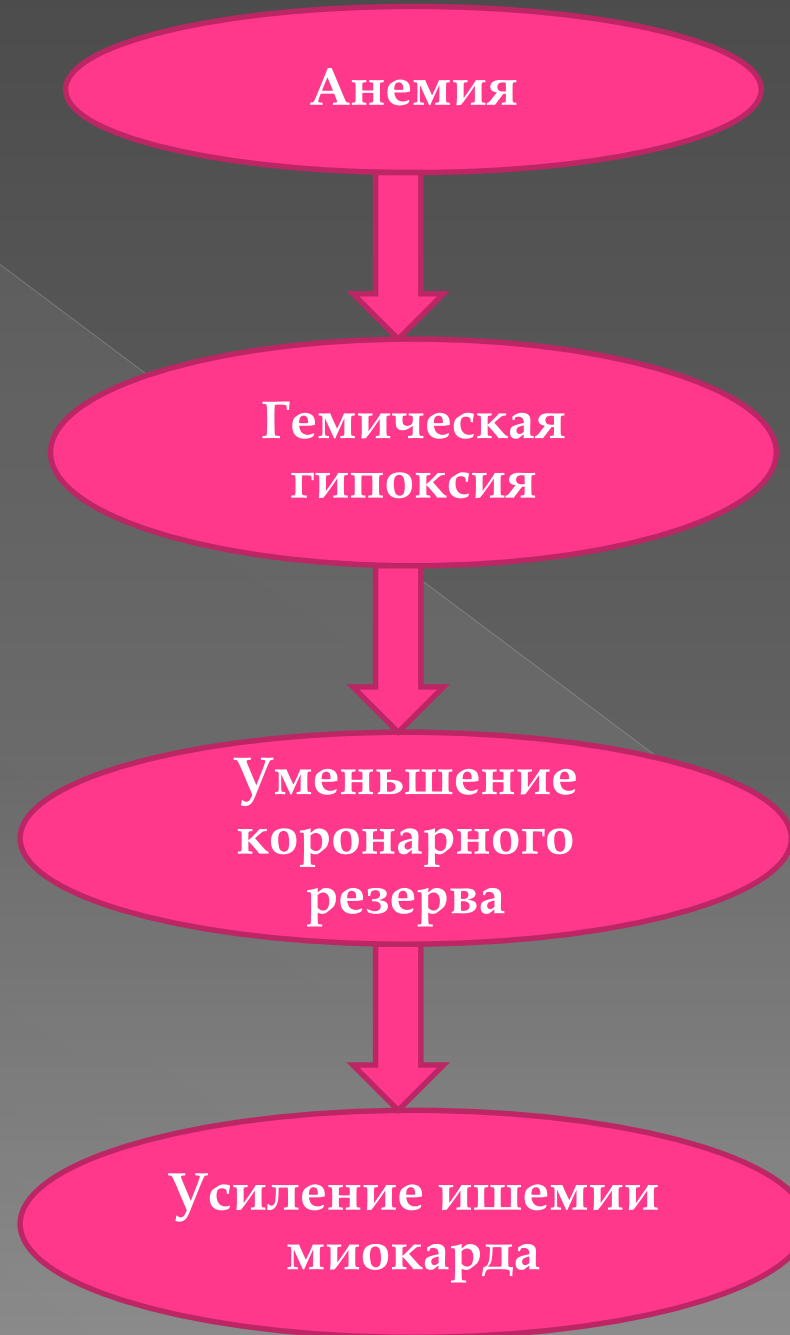 Анемия
Гемическая
гипоксия
Уменьшение
коронарного
резерва
Усиление ишемии
миокарда